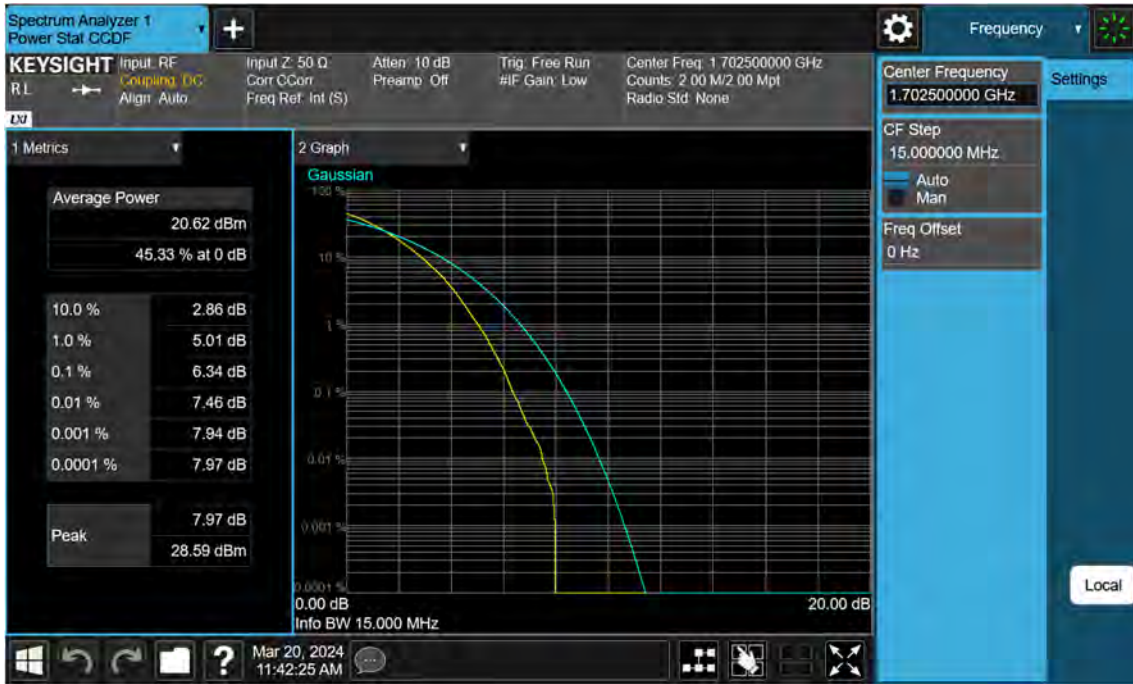 Spectrum Analyzer 1
Power Stat CCDF
+
Frequency
KEYSIGHT
Input: RF
Coupling: DC
Align: Auto
Input Z: 50 Ω
Corr CCorr
Freq Ref: Int (S)
Atten: 10 dB
Preamp: Off
Trig: Free Run
#IF Gain: Low
Center Freq: 1.702500000 GHz
Counts: 2.00 M/2.00 Mpt
Radio Std: None
RL
LXI
Center Frequency
1.702500000 GHz
Settings
CF Step
15.000000 MHz
Auto
Man
Freq Offset
0 Hz
Local
1 Metrics
Average Power
20.62 dBm
45.33 % at 0 dB
10.0 % 2.86 dB
1.0 % 5.01 dB
0.1 % 6.34 dB
0.01 % 7.46 dB
0.001 % 7.94 dB
0.0001 % 7.97 dB
Peak
7.97 dB
28.59 dBm
2 Graph
Gaussian
100 %
10 %
1 %
0.1 %
0.01 %
0.001 %
0.0001 %
0.00 dB 20.00 dB
Info BW 15.000 MHz
?
Mar 20, 2024
11:42:25 AM